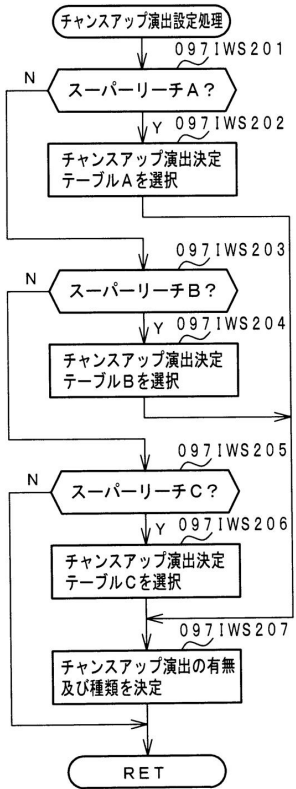 チャンスアップ演出設定処理
097IWS201
N
スーパーリーチA?
Y
097IWS202
チャンスアップ演出決定
テーブルAを選択
097IWS203
N
スーパーリーチB?
Y
097IWS204
チャンスアップ演出決定
テーブルBを選択
097IWS205
N
スーパーリーチC?
Y
097IWS206
チャンスアップ演出決定
テーブルCを選択
097IWS207
チャンスアップ演出の有無
及び種類を決定
RET